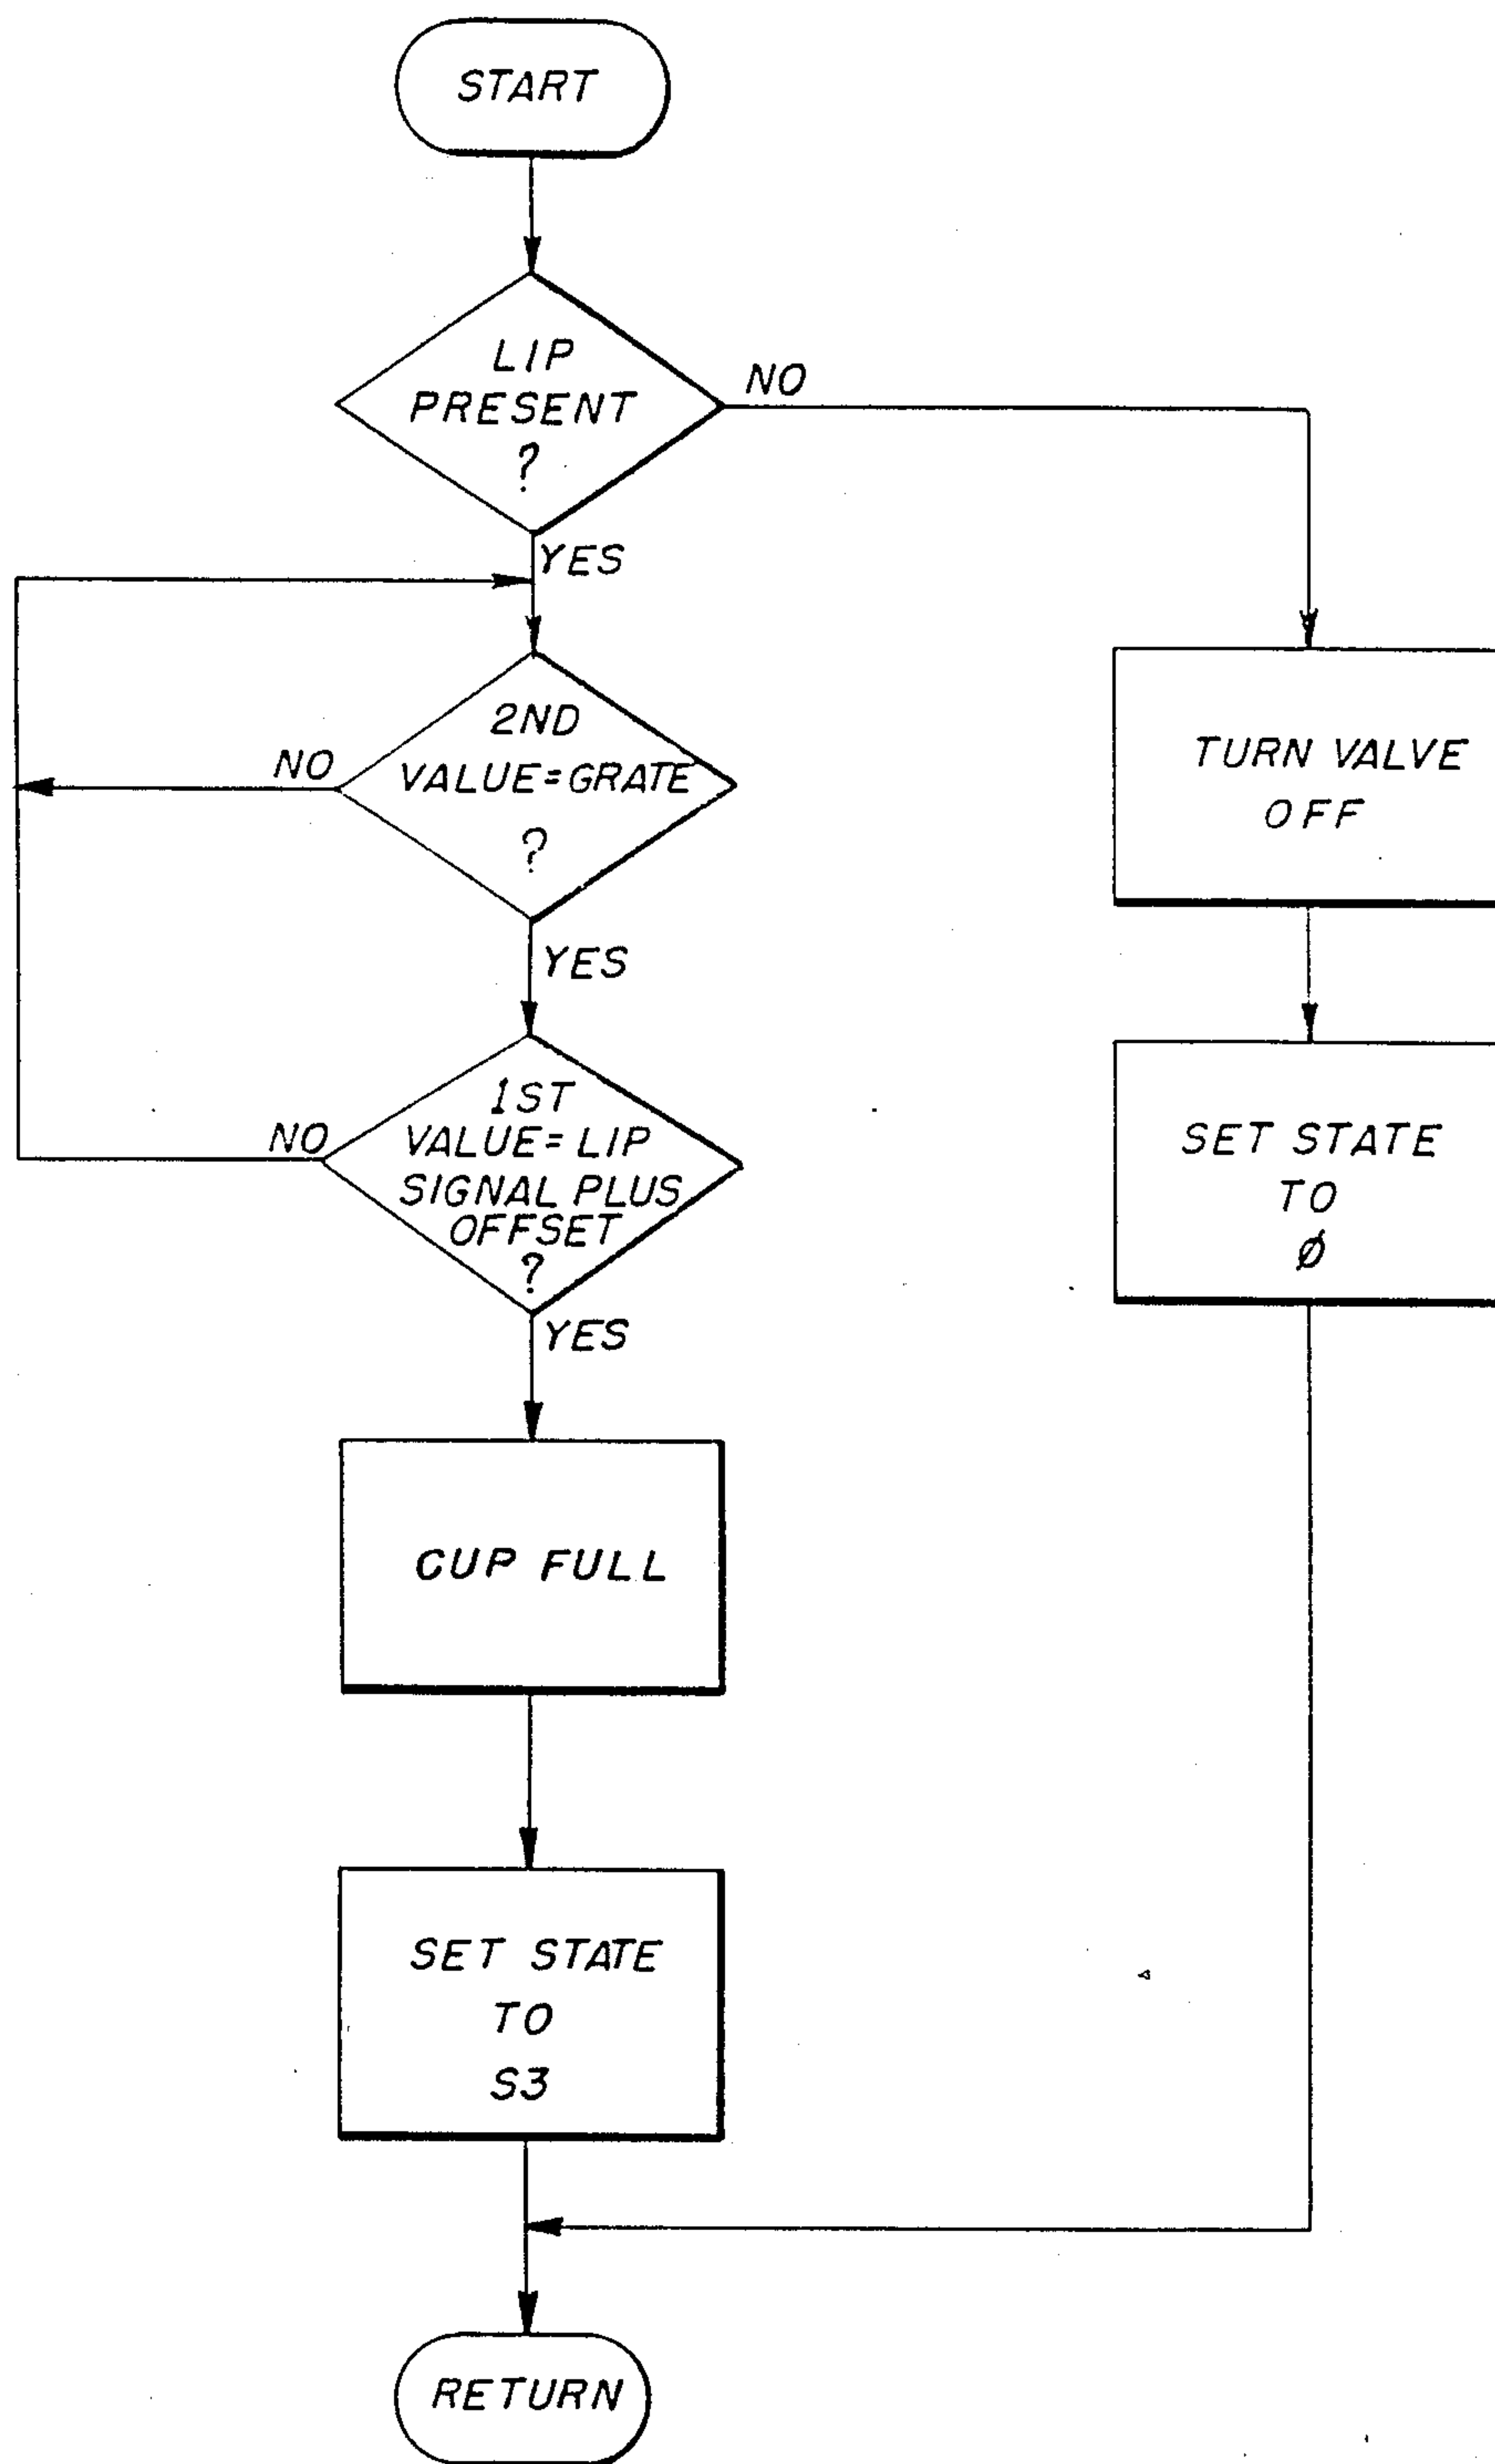 START
LIP
PRESENT
?
NO
YES
2ND
VALUE=GRATE
?
NO
YES
1ST
VALUE=LIP
SIGNAL PLUS
OFFSET
?
NO
YES
CUP FULL
SET STATE
TO
S3
TURN VALVE
OFF
SET STATE
TO
Ø
RETURN